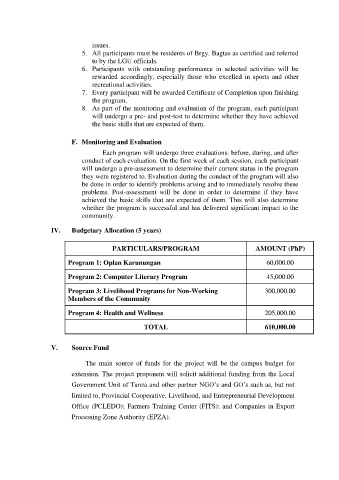 issues.
5. All participants must be residents of Brgy. Bagtas as certified and referred
to by the LGU officials.
6. Participants with outstanding performance in selected activities will be
rewarded accordingly, especially those who excelled in sports and other
recreational activities.
7. Every participant will be awarded Certificate of Completion upon finishing
the program.
8. As part of the monitoring and evaluation of the program, each participant
will undergo a pre- and post-test to determine whether they have achieved
the basic skills that are expected of them.
F. Monitoring and Evaluation
Each program will undergo three evaluations: before, during, and after
conduct of each evaluation. On the first week of each session, each participant
will undergo a pre-assessment to determine their current status in the program
they were registered to. Evaluation during the conduct of the program will also
be done in order to identify problems arising and to immediately resolve these
problems. Post-assessment will be done in order to determine if they have
achieved the basic skills that are expected of them. This will also determine
whether the program is successful and has delivered significant impact to the
community.
IV. Budgetary Allocation (5 years)
PARTICULARS/PROGRAM AMOUNT (PhP)
Program 1: Oplan Karunungan 60,000.00
Program 2: Computer Literacy Program 45,000.00
Program 3: Livelihood Programs for Non-Working 300,000.00
Members of the Community
Program 4: Health and Wellness 205,000.00
TOTAL 610,000.00
V. Source Fund
The main source of funds for the project will be the campus budget for
extension. The project proponent will solicit additional funding from the Local
Government Unit of Tanza and other partner NGO's and GO's such as, but not
limited to, Provincial Cooperative, Livelihood, and Entrepreneurial Development
Office (PCLEDO); Farmers Training Center (FITS); and Companies in Export
Processing Zone Authority (EPZA).